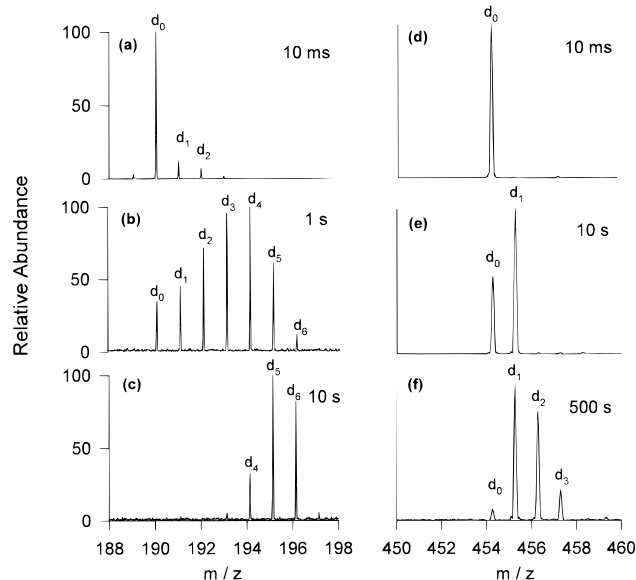 Relative Abundance
(a)
10 ms
d0
d1
d2
100
50
0
(b)
1 s
d0
d1
d2
d3
d4
d5
d6
100
50
0
(c)
10 s
d4
d5
d6
100
50
0
188 190 192 194 196 198
m / z
(d)
10 ms
d0
(e)
10 s
d0
d1
(f)
500 s
d0
d1
d2
d3
450 452 454 456 458 460
m / z